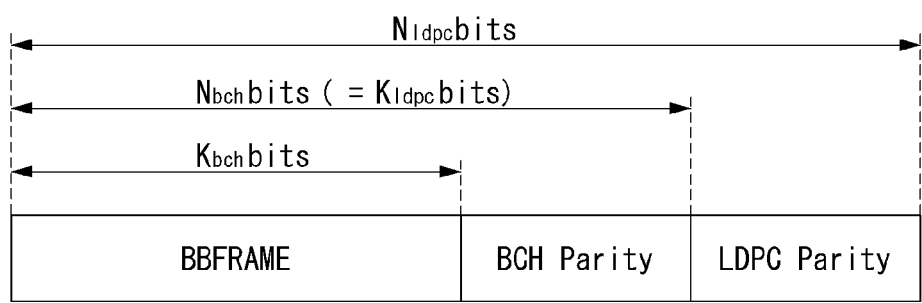 Nldpcbits
Nbchbits ( = Kldpcbits)
Kbchbits
BBFRAME
BCH Parity
LDPC Parity